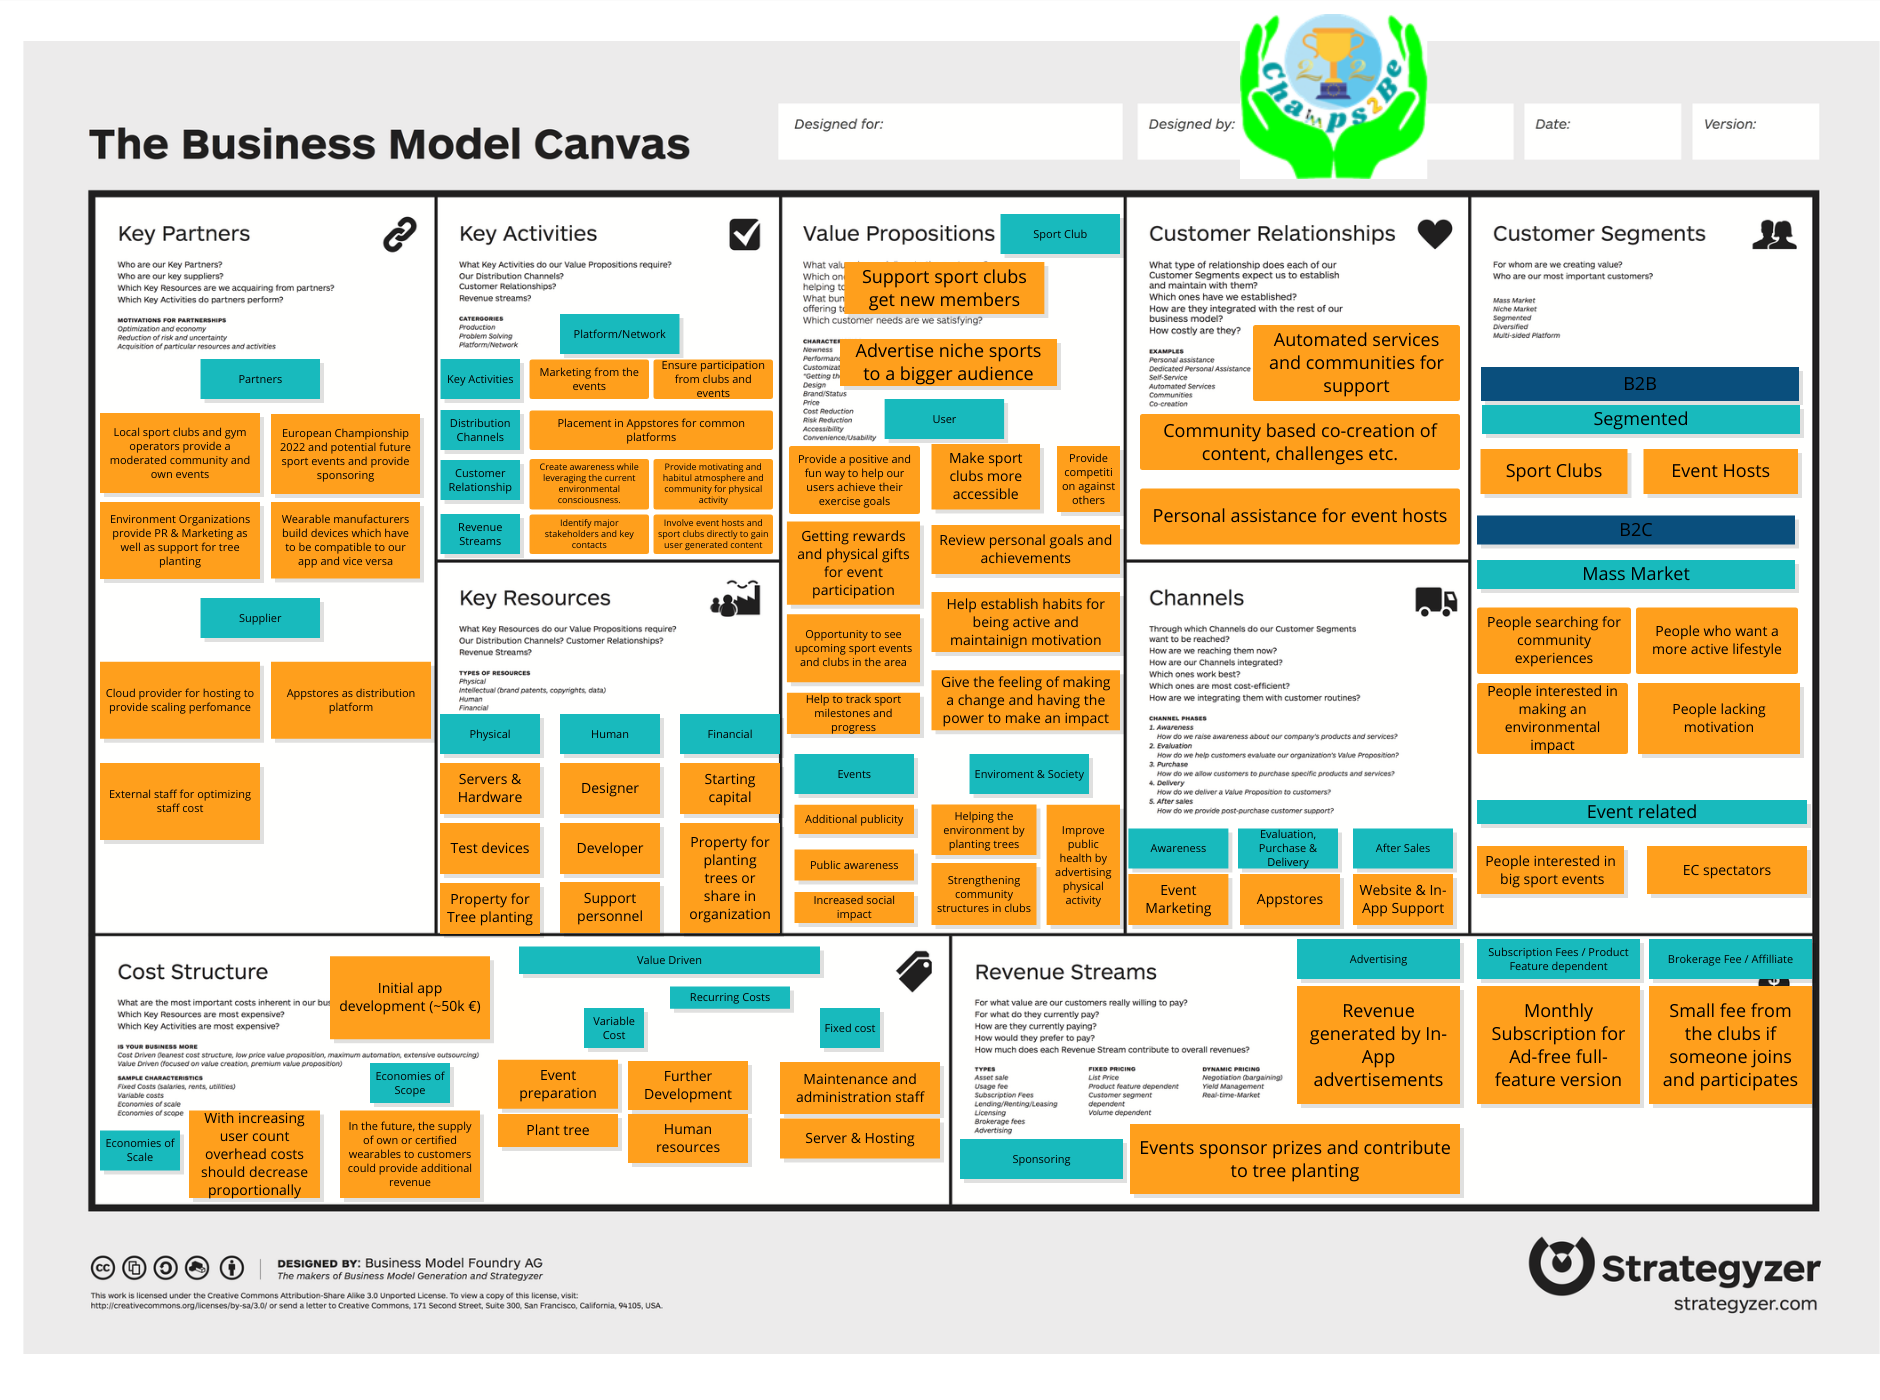 Champs2Be
The Business Model Canvas
Designed for:
Designed by:
Date:
Version:
Key Partners
Who are our Key Partners?
Who are our key suppliers?
Which Key Resources are we acquairing from partners?
Which Key Activities do partners perform?
MOTIVATIONS FOR PARTNERSHIPS
Optimization and economy
Reduction of risk and uncertainty
Acquisition of particular resources and activities
Partners
Local sport clubs and gym
operators provide a
moderated community and
own events
European Championship
2022 and potential future
sport events and provide
sponsoring
Environment Organizations
provide PR & Marketing as
well as support for tree
planting
Wearable manufacturers
build devices which have
to be compatible to our
app and vice versa
Supplier
Cloud provider for hosting to
provide scaling perfomance
Appstores as distribution
platform
External staff for optimizing
staff cost
Key Activities
What Key Activities do our Value Propositions require?
Our Distribution Channels?
Customer Relationships?
Revenue streams?
CATERGORIES
Production
Problem Solving
Platform/Network
Platform/Network
Key Activities
Marketing from the
events
Ensure participation
from clubs and
events
Distribution
Channels
Placement in Appstores for common
platforms
Customer
Relationship
Create awareness while
leveraging the current
environmental
consciousness.
Provide motivating and
habitul atmosphere and
community for physical
activity
Revenue
Streams
Identify major
stakeholders and key
contacts
Involve event hosts and
sport clubs directly to gain
user generated content
Key Resources
What Key Resources do our Value Propositions require?
Our Distribution Channels? Customer Relationships?
Revenue Streams?
TYPES OF RESOURCES
Physical
Intellectual (brand patents, copyrights, data)
Human
Financial
Physical
Human
Financial
Servers &
Hardware
Designer
Starting
capital
Test devices
Developer
Property for
planting
trees or
share in
organization
Property for
Tree planting
Support
personnel
Value Propositions
Sport Club
What
Which
helping to
What
offering to
Which customer needs are we satisfying?
Support sport clubs
get new members
Newness
Design
Brand/Status
Price
Cost Reduction
Risk Reduction
Accessibility
Convenience/Usability
Advertise niche sports
to a bigger audience
User
Provide a positive and
fun way to help our
users achieve their
exercise goals
Make sport
clubs more
accessible
Provide
competiti
on against
others
Getting rewards
and physical gifts
for event
participation
Review personal goals and
achievements
Help establish habits for
being active and
maintainign motivation
Opportunity to see
upcoming sport events
and clubs in the area
Give the feeling of making
a change and having the
power to make an impact
Help to track sport
milestones and
progress
Events
Enviroment & Society
Additional publicity
Public awareness
Increased social
impact
Helping the
environment by
planting trees
Strengthening
community
structures in clubs
Improve
public
health by
advertising
physical
activity
Customer Relationships
What type of relationship does each of our
Customer Segments expect us to establish
and maintain with them?
Which ones have we established?
How are they integrated with the rest of our
business model?
How costly are they?
EXAMPLES
Personal assistance
Dedicated Personal Assistance
Self-Service
Automated Services
Communities
Co-creation
Automated services
and communities for
support
Community based co-creation of
content, challenges etc.
Personal assistance for event hosts
Channels
Through which Channels do our Customer Segments
want to be reached?
How are we reaching them now?
How are our Channels integrated?
Which ones work best?
Which ones are most cost-efficient?
How are we integrating them with customer routines?
CHANNEL PHASES
1. Awareness
How do we raise awareness about our company's products and services?
2. Evaluation
How do we help customers evaluate our organization's Value Proposition?
3. Purchase
How do we allow customers to purchase specific products and services?
4. Delivery
How do we deliver a Value Proposition to customers?
5. After sales
How do we provide post-purchase customer support?
Awareness
Evaluation,
Purchase &
Delivery
After Sales
Event
Marketing
Appstores
Website & In-
App Support
Customer Segments
For whom are we creating value?
Who are our most important customers?
Mass Market
Niche Market
Segmented
Diversified
Multi-sided Platform
B2B
Segmented
Sport Clubs
Event Hosts
B2C
Mass Market
People searching for
community
experiences
People who want a
more active lifestyle
People interested in
making an
environmental
impact
People lacking
motivation
Event related
People interested in
big sport events
EC spectators
Cost Structure
What are the most important costs inherent in our bus
Which Key Resources are most expensive?
Which Key Activities are most expensive?
IS YOUR BUSINESS MORE
Cost Driven (leanest cost structure, low price value proposition, maximum automation, extensive outsourcing)
Value Driven (focused on value creation, premium value proposition)
SAMPLE CHARACTERISTICS
Fixed Costs (salaries, rents, utilities)
Variable costs
Economies of scale
Economies of scope
Initial app
development (~50k €)
Value Driven
Recurring Costs
Variable
Cost
Fixed cost
Economies of
Scope
Economies of
Scale
With increasing
user count
overhead costs
should decrease
proportionally
In the future, the supply
of own or certified
wearables to customers
could provide additional
revenue
Event
preparation
Further
Development
Plant tree
Human
resources
Maintenance and
administration staff
Server & Hosting
Revenue Streams
For what value are our customers really willing to pay?
For what do they currently pay?
How are they currently paying?
How would they prefer to pay?
How much does each Revenue Stream contribute to overall revenues?
TYPES
Asset sale
Usage fee
Subscription Fees
Lending/Renting/Leasing
Licensing
Brokerage fees
Advertising
FIXED PRICING
List Price
Product feature dependent
Customer segment
dependent
Volume dependent
DYNAMIC PRICING
Negotiation (bargaining)
Yield Management
Real-time-Market
Advertising
Subscription Fees / Product
Feature dependent
Brokerage Fee / Affilliate
Revenue
generated by In-
App
advertisements
Monthly
Subscription for
Ad-free full-
feature version
Small fee from
the clubs if
someone joins
and participates
Sponsoring
Events sponsor prizes and contribute
to tree planting
cc
DESIGNED BY: Business Model Foundry AG
The makers of Business Model Generation and Strategyzer
This work is licensed under the Creative Commons Attribution-Share Alike 3.0 Unported License. To view a copy of this license, visit:
http://creativecommons.org/licenses/by-sa/3.0/ or send a letter to Creative Commons, 171 Second Street, Suite 300, San Francisco, California, 94105, USA.
Strategyzer
strategyzer.com